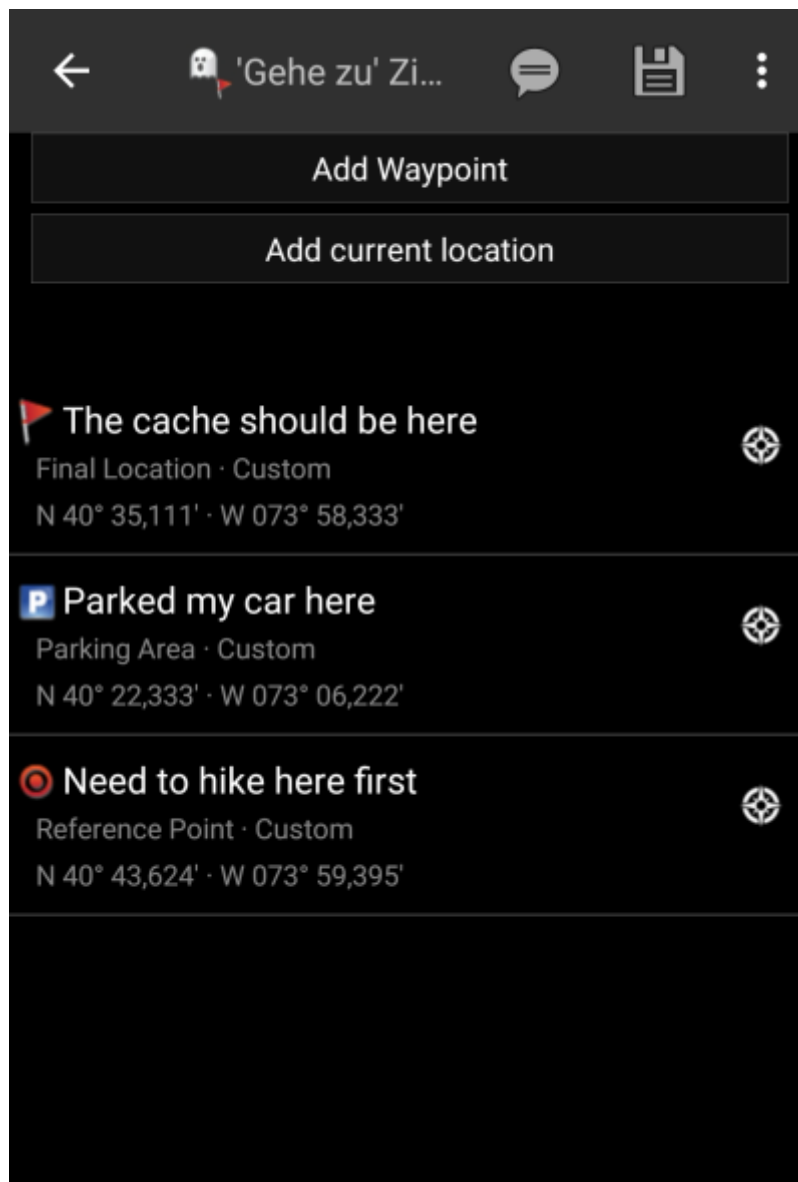 'Gehe zu' Zi...
Add Waypoint
Add current location
The cache should be here
Final Location · Custom
N 40° 35,111' · W 073° 58,333'
P Parked my car here
Parking Area · Custom
N 40° 22,333' · W 073° 06,222'
Need to hike here first
Reference Point · Custom
N 40° 43,624' · W 073° 59,395'